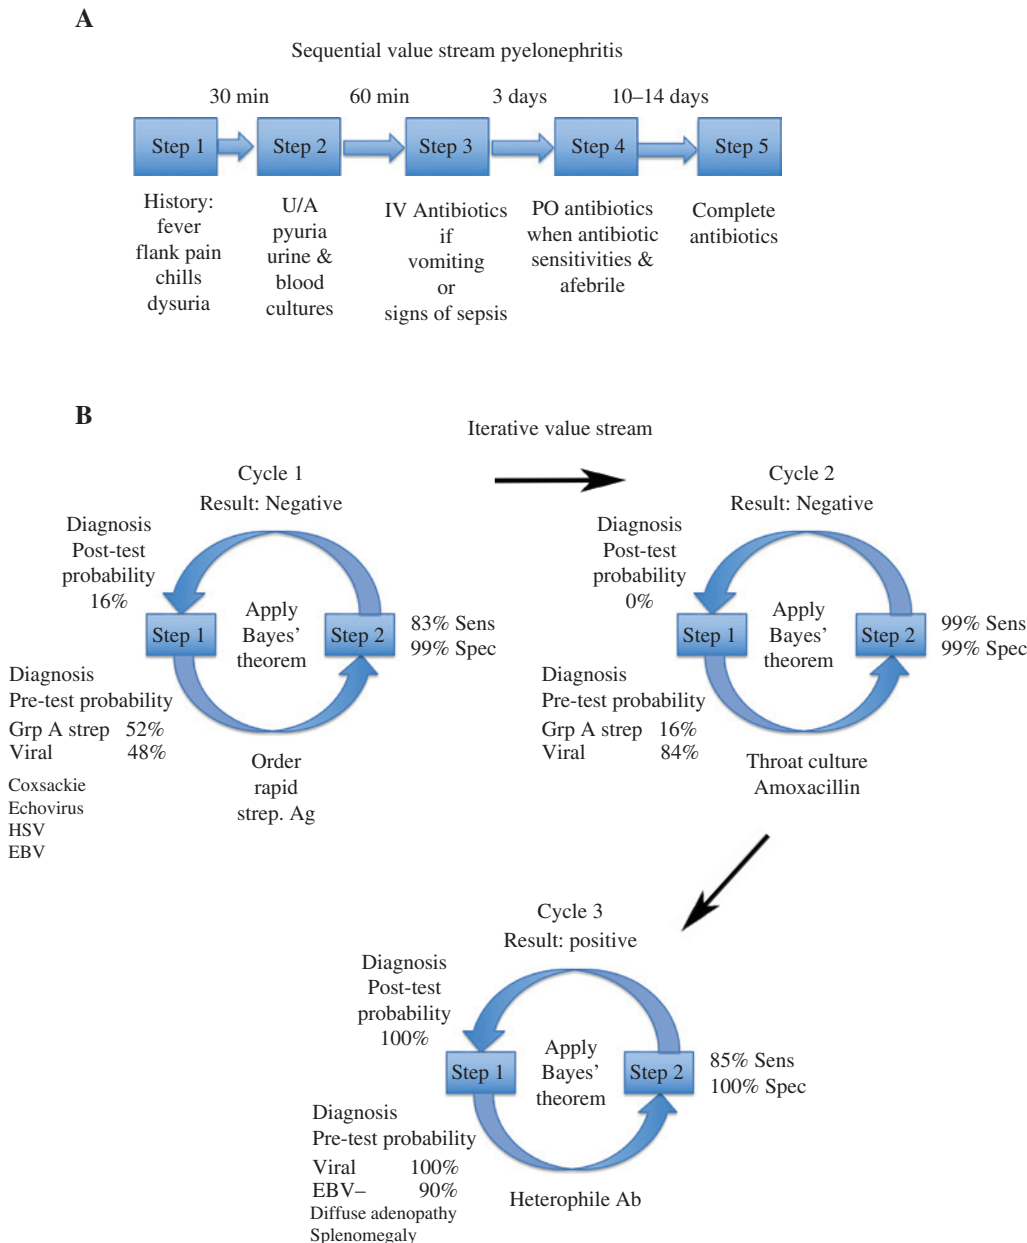 A
Sequential value stream pyelonephritis
30 min
60 min
3 days
10–14 days
Step 1
Step 2
Step 3
Step 4
Step 5
History:
fever
flank pain
chills
dysuria
U/A
pyuria
urine &
blood
cultures
IV Antibiotics
if
vomiting
or
signs of sepsis
PO antibiotics
when antibiotic
sensitivities &
afebrile
Complete
antibiotics
B
Iterative value stream
Cycle 1
Result: Negative
Diagnosis
Post-test
probability
16%
Step 1
Apply
Bayes’
theorem
Step 2
83% Sens
99% Spec
Diagnosis
Pre-test probability
Grp A strep 52%
Viral 48%
Coxsackie
Echovirus
HSV
EBV
Order
rapid
strep. Ag
Cycle 2
Result: Negative
Diagnosis
Post-test
probability
0%
Step 1
Apply
Bayes’
theorem
Step 2
99% Sens
99% Spec
Diagnosis
Pre-test probability
Grp A strep 16%
Viral 84%
Throat culture
Amoxacillin
Cycle 3
Result: positive
Diagnosis
Post-test
probability
100%
Step 1
Apply
Bayes’
theorem
Step 2
85% Sens
100% Spec
Diagnosis
Pre-test probability
Viral 100%
EBV– 90%
Diffuse adenopathy
Splenomegaly
Heterophile Ab